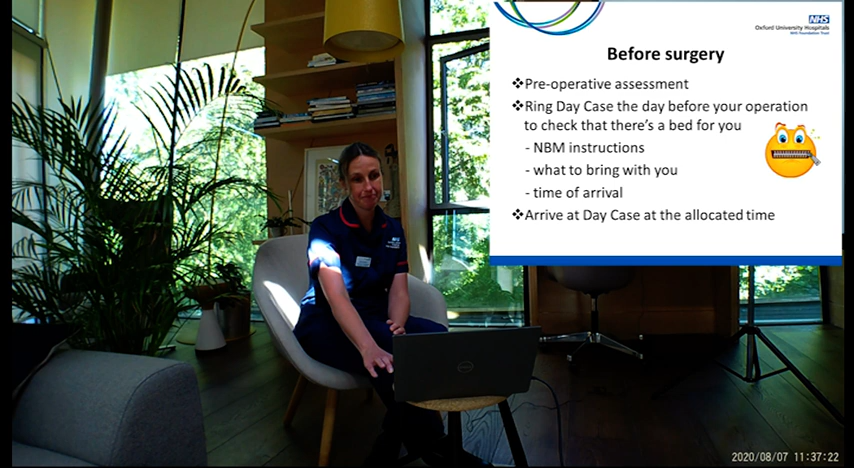 NHS
Oxford University Hospitals
NHS Foundation Trust
Before surgery
❖Pre-operative assessment
❖Ring Day Case the day before your operation
to check that there's a bed for you
- NBM instructions
- what to bring with you
- time of arrival
❖Arrive at Day Case at the allocated time
NHS
DELL
2020/08/07 11:37:22